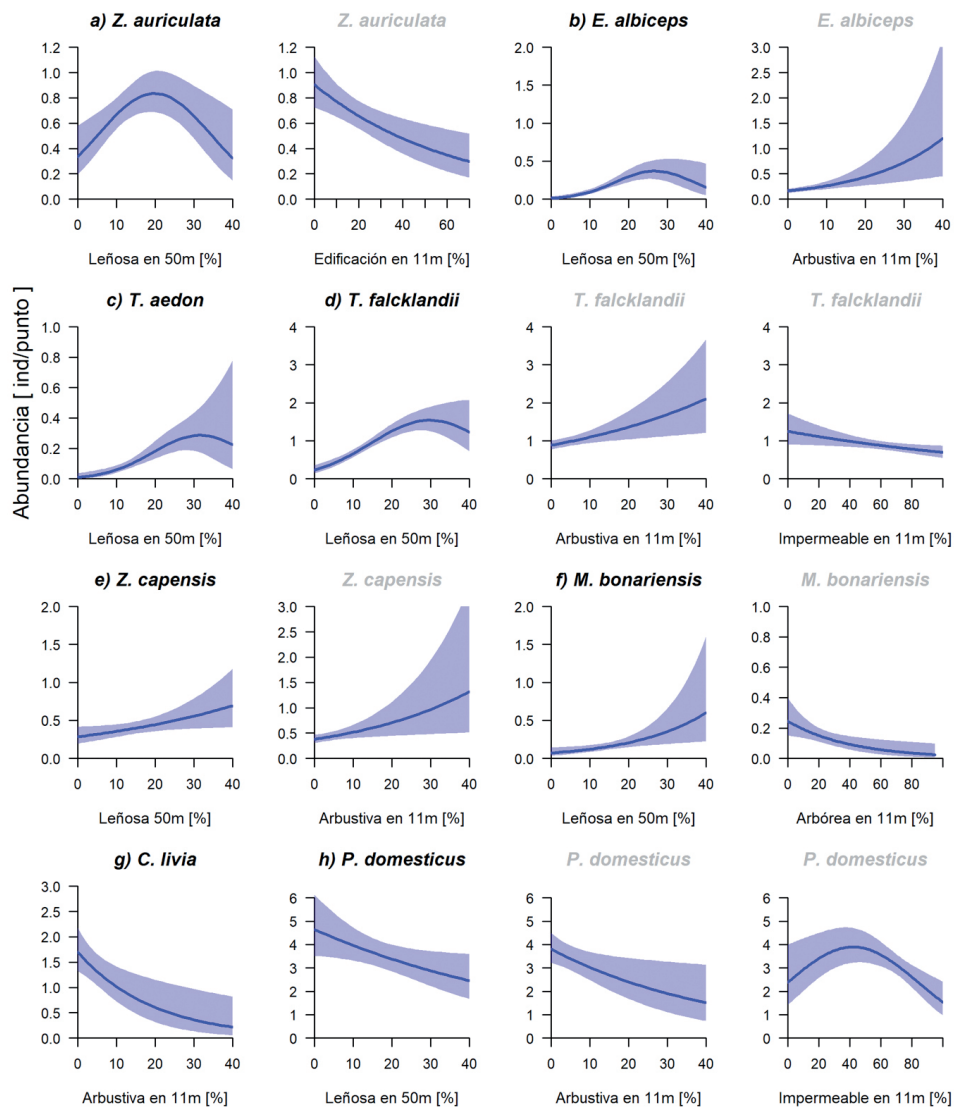 a) Z. auriculata
Z. auriculata
b) E. albiceps
E. albiceps
1.2
1.0
0.8
0.6
0.4
0.2
0.0
0 10 20 30 40
Leñosa en 50m [%]
1.2
1.0
0.8
0.6
0.4
0.2
0.0
0 20 40 60
Edificación en 11m [%]
2.0
1.5
1.0
0.5
0.0
0 10 20 30 40
Leñosa en 50m [%]
3.0
2.5
2.0
1.5
1.0
0.5
0.0
0 10 20 30 40
Arbustiva en 11m [%]
Abundancia [ ind/punto ]
c) T. aedon
d) T. falcklandii
T. falcklandii
T. falcklandii
1.0
0.8
0.6
0.4
0.2
0.0
0 10 20 30 40
Leñosa en 50m [%]
4
3
2
1
0
0 10 20 30 40
Leñosa en 50m [%]
4
3
2
1
0
0 10 20 30 40
Arbustiva en 11m [%]
4
3
2
1
0
0 20 40 60 80
Impermeable en 11m [%]
e) Z. capensis
Z. capensis
f) M. bonariensis
M. bonariensis
2.0
1.5
1.0
0.5
0.0
0 10 20 30 40
Leñosa 50m [%]
3.0
2.5
2.0
1.5
1.0
0.5
0.0
0 10 20 30 40
Arbustiva en 11m [%]
2.0
1.5
1.0
0.5
0.0
0 10 20 30 40
Leñosa en 50m [%]
1.0
0.8
0.6
0.4
0.2
0.0
0 20 40 60 80
Arbórea en 11m [%]
g) C. livia
h) P. domesticus
P. domesticus
P. domesticus
3.0
2.5
2.0
1.5
1.0
0.5
0.0
0 10 20 30 40
Arbustiva en 11m [%]
6
5
4
3
2
1
0
0 10 20 30 40
Leñosa en 50m [%]
6
5
4
3
2
1
0
0 10 20 30 40
Arbustiva en 11m [%]
6
5
4
3
2
1
0
0 20 40 60 80
Impermeable en 11m [%]